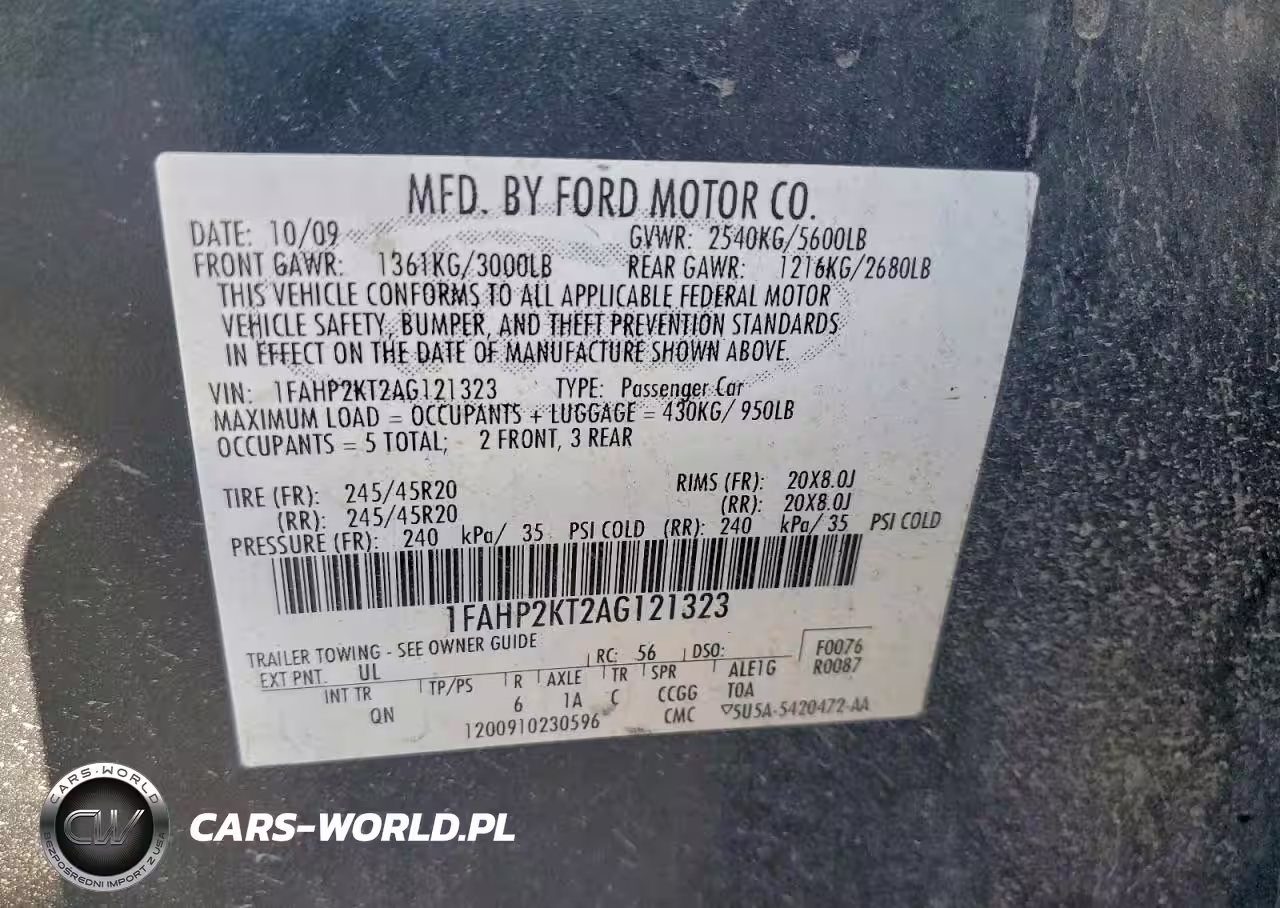 MFD. BY FORD MOTOR CO.
DATE: 10/09 GVWR: 2540KG/5600LB
FRONT GAWR: 1361KG/3000LB REAR GAWR: 1216KG/2680LB
THIS VEHICLE CONFORMS TO ALL APPLICABLE FEDERAL MOTOR
VEHICLE SAFETY, BUMPER, AND THEFT PREVENTION STANDARDS
IN EFFECT ON THE DATE OF MANUFACTURE SHOWN ABOVE.
VIN: 1FAHP2KT2AG121323 TYPE: Passenger Car
MAXIMUM LOAD = OCCUPANTS + LUGGAGE = 430KG/ 950LB
OCCUPANTS = 5 TOTAL; 2 FRONT, 3 REAR
TIRE (FR): 245/45R20 RIMS (FR): 20X8.0J
(RR): 245/45R20 (RR): 20X8.0J
PRESSURE (FR): 240 kPa/ 35 PSI COLD (RR): 240 kPa/ 35 PSI COLD
1FAHP2KT2AG121323
TRAILER TOWING - SEE OWNER GUIDE
EXT PNT. UL RC: 56 DSO: F0076
R0087
INT TR TP/PS R AXLE TR SPR ALE1G
QN 6 1A C CCGG T0A
1200910230596 CMC ▽5U5A-5420472-AA
CARS-WORLD
CW
BEZPOŚREDNI IMPORT Z USA
CARS-WORLD.PL